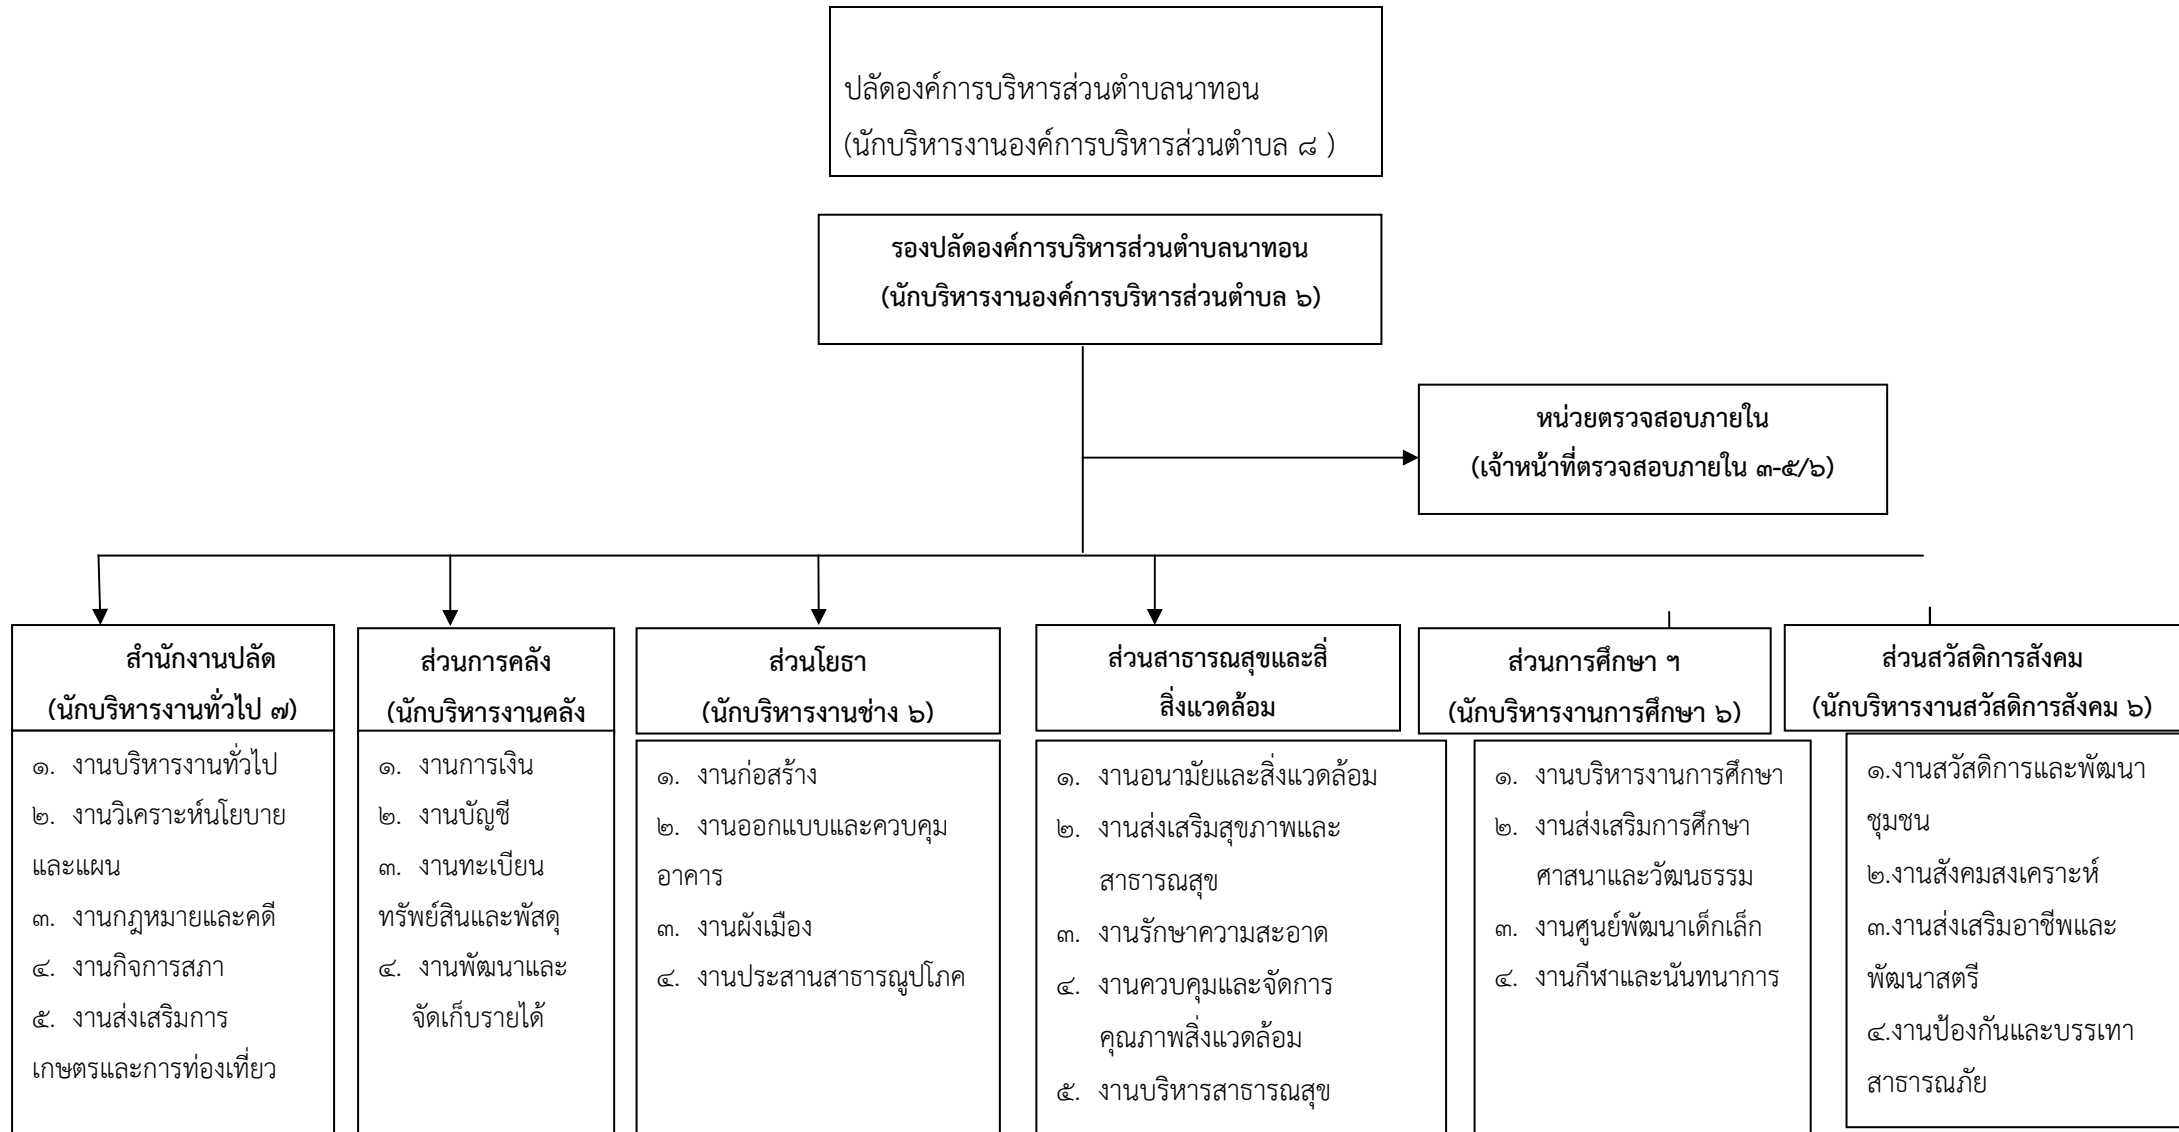 ปลัดองค์การบริหารส่วนตำบลนาทอน
(นักบริหารงานองค์การบริหารส่วนตำบล ๘ )
รองปลัดองค์การบริหารส่วนตำบลนาทอน
(นักบริหารงานองค์การบริหารส่วนตำบล ๖)
หน่วยตรวจสอบภายใน
(เจ้าหน้าที่ตรวจสอบภายใน ๓-๕/๖)
สำนักงานปลัด
(นักบริหารงานทั่วไป ๗)
๑. งานบริหารงานทั่วไป
๒. งานวิเคราะห์นโยบาย
และแผน
๓. งานกฎหมายและคดี
๔. งานกิจการสภา
๕. งานส่งเสริมการ
เกษตรและการท่องเที่ยว
ส่วนการคลัง
(นักบริหารงานคลัง
๑. งานการเงิน
๒. งานบัญชี
๓. งานทะเบียน
ทรัพย์สินและพัสดุ
๔. งานพัฒนาและ
จัดเก็บรายได้
ส่วนโยธา
(นักบริหารงานช่าง ๖)
๑. งานก่อสร้าง
๒. งานออกแบบและควบคุม
อาคาร
๓. งานผังเมือง
๔. งานประสานสาธารณูปโภค
ส่วนสาธารณสุขและสิ่
สิ่งแวดล้อม
๑. งานอนามัยและสิ่งแวดล้อม
๒. งานส่งเสริมสุขภาพและ
สาธารณสุข
๓. งานรักษาความสะอาด
๔. งานควบคุมและจัดการ
คุณภาพสิ่งแวดล้อม
๕. งานบริหารสาธารณสุข
ส่วนการศึกษา ฯ
(นักบริหารงานการศึกษา ๖)
๑. งานบริหารงานการศึกษา
๒. งานส่งเสริมการศึกษา
ศาสนาและวัฒนธรรม
๓. งานศูนย์พัฒนาเด็กเล็ก
๔. งานกีฬาและนันทนาการ
ส่วนสวัสดิการสังคม
(นักบริหารงานสวัสดิการสังคม ๖)
๑.งานสวัสดิการและพัฒนา
ชุมชน
๒.งานสังคมสงเคราะห์
๓.งานส่งเสริมอาชีพและ
พัฒนาสตรี
๔.งานป้องกันและบรรเทา
สาธารณภัย